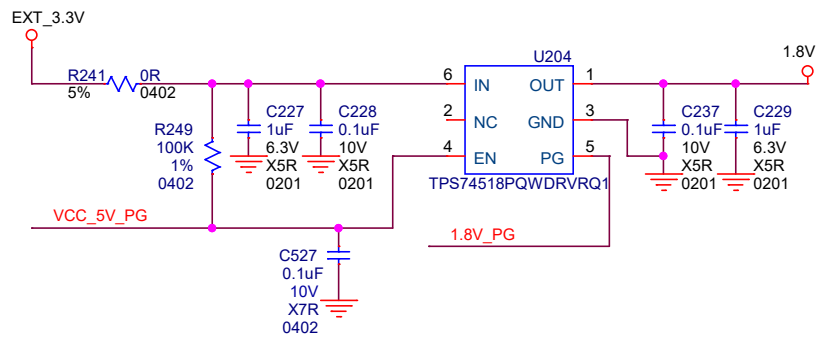 EXT_3.3V
U204
1.8V
R241
0R
5%
0402
6
IN
OUT
1
2
NC
GND
3
4
EN
PG
5
TPS74518PQWDRVRQ1
R249
100K
1%
0402
C227
1uF
6.3V
X5R
0201
C228
0.1uF
10V
X5R
0201
C237
0.1uF
10V
X5R
0201
C229
1uF
6.3V
X5R
0201
VCC_5V_PG
1.8V_PG
C527
0.1uF
10V
X7R
0402